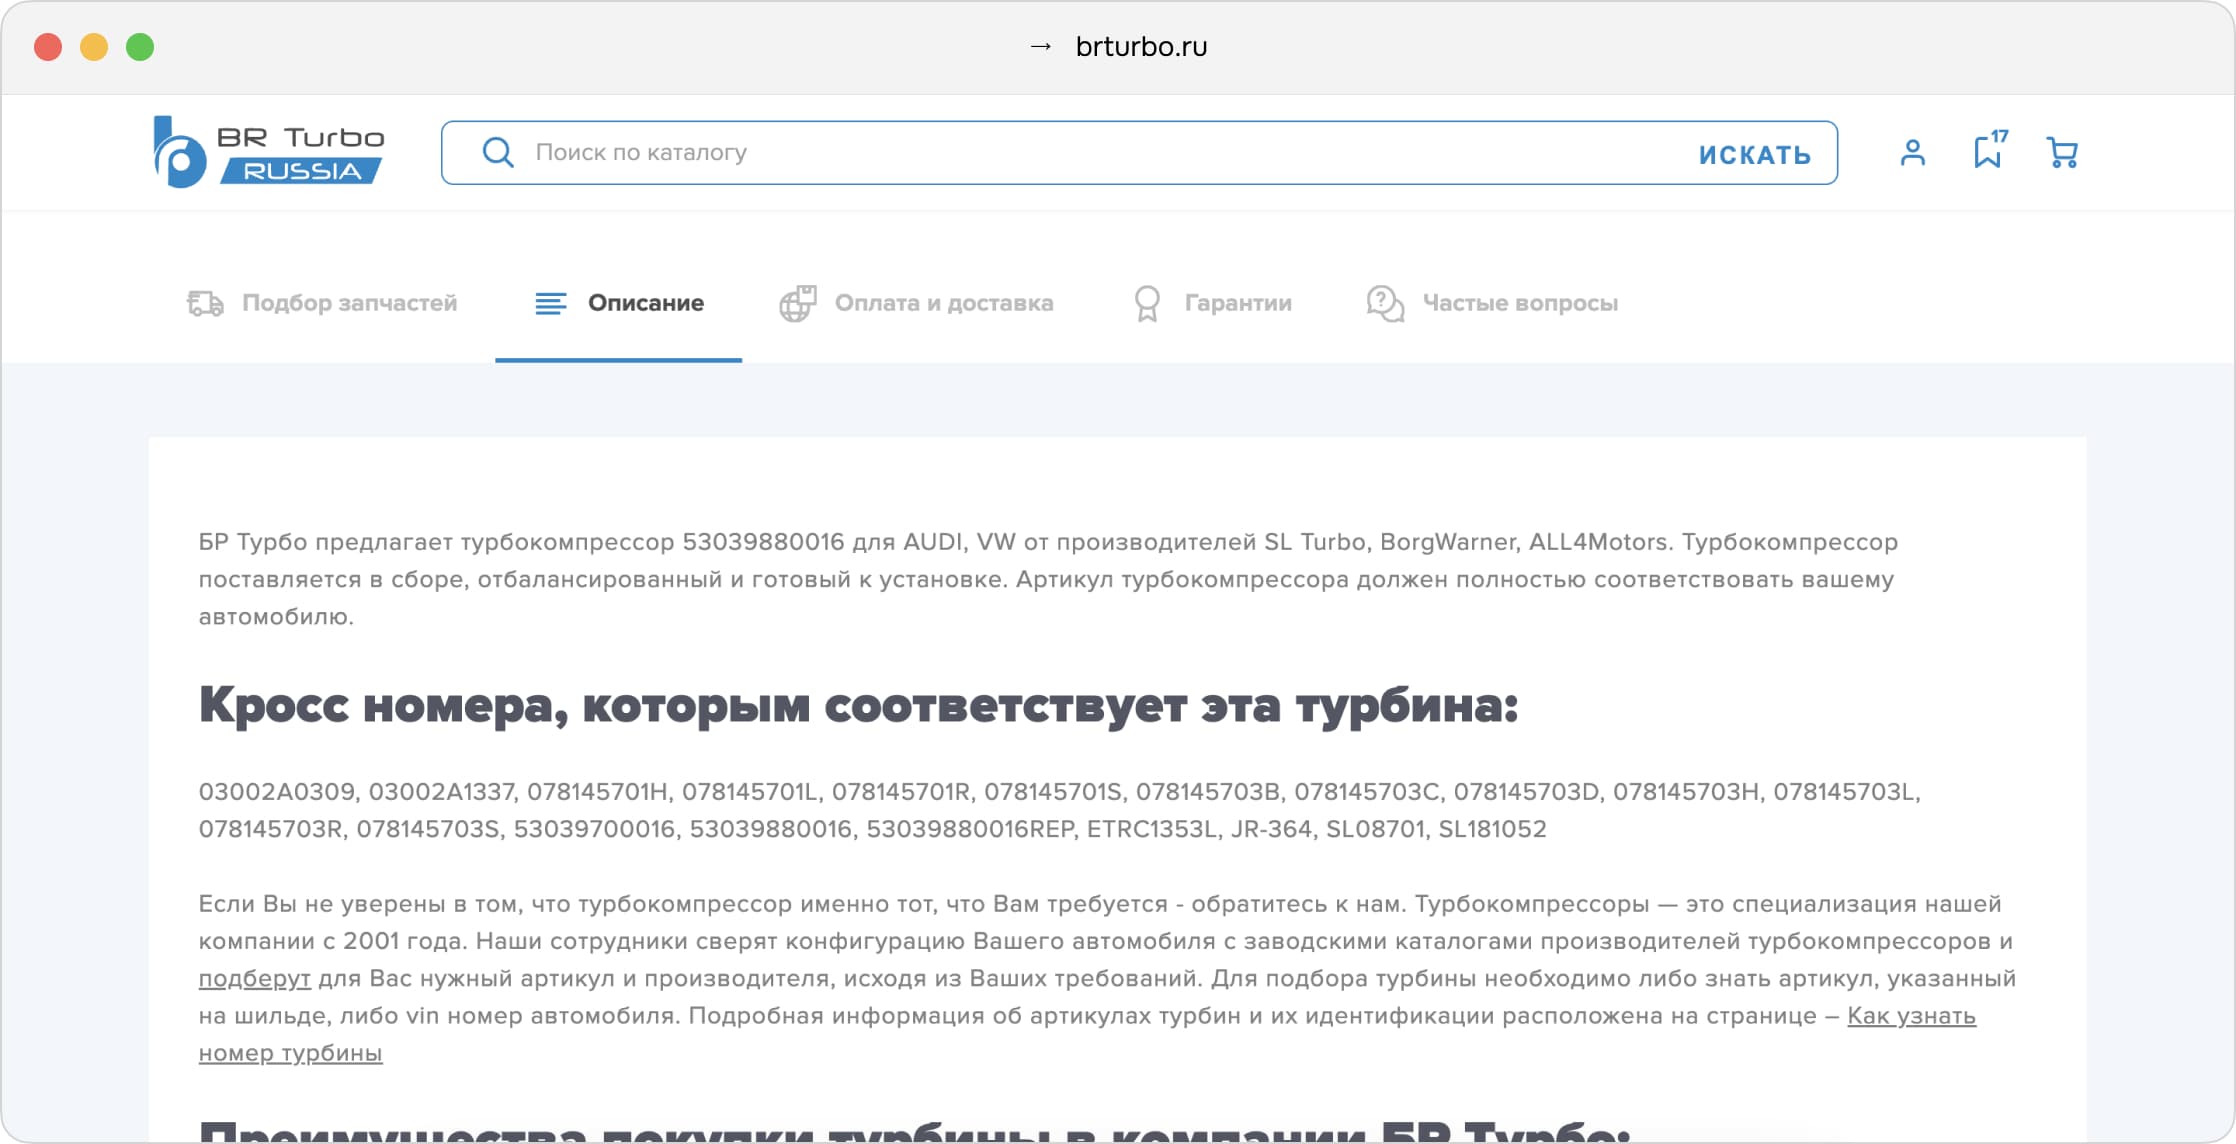 → brturbo.ru
BR Turbo
RUSSIA
Поиск по каталогу
ИСКАТЬ
17
Подбор запчастей
Описание
Оплата и доставка
Гарантии
Частые вопросы
БР Турбо предлагает турбокомпрессор 53039880016 для AUDI, VW от производителей SL Turbo, BorgWarner, ALL4Motors. Турбокомпрессор
поставляется в сборе, отбалансированный и готовый к установке. Артикул турбокомпрессора должен полностью соответствовать вашему
автомобилю.
Кросс номера, которым соответствует эта турбина:
03002A0309, 03002A1337, 078145701H, 078145701L, 078145701R, 078145701S, 078145703B, 078145703C, 078145703D, 078145703H, 078145703L,
078145703R, 078145703S, 53039700016, 53039880016, 53039880016REP, ETRC1353L, JR-364, SL08701, SL181052
Если Вы не уверены в том, что турбокомпрессор именно тот, что Вам требуется - обратитесь к нам. Турбокомпрессоры — это специализация нашей
компании с 2001 года. Наши сотрудники сверят конфигурацию Вашего автомобиля с заводскими каталогами производителей турбокомпрессоров и
подберут для Вас нужный артикул и производителя, исходя из Ваших требований. Для подбора турбины необходимо либо знать артикул, указанный
на шильде, либо vin номер автомобиля. Подробная информация об артикулах турбин и их идентификации расположена на странице – Как узнать
номер турбины
Преимущества покупки турбины в компании БР Турбо: